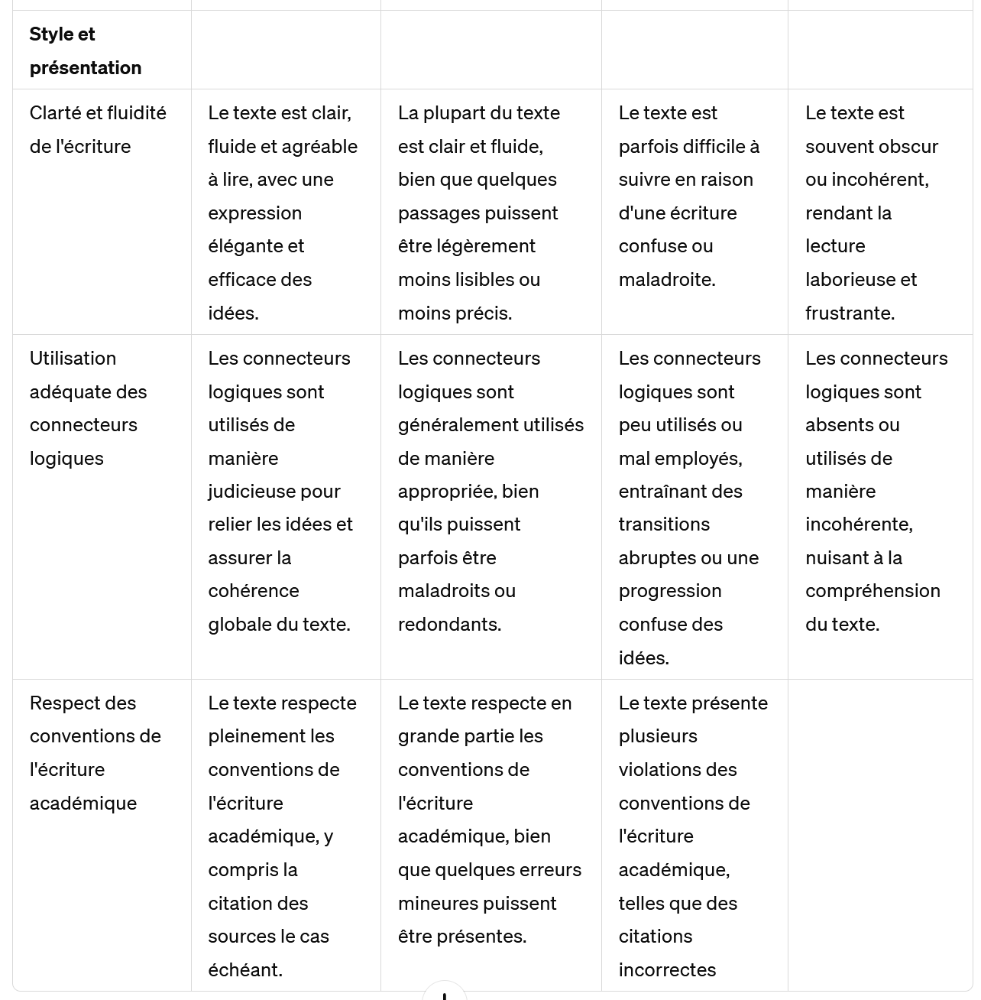 Style et
présentation
Clarté et fluidité
de l'écriture
Le texte est clair,
fluide et agréable
à lire, avec une
expression
élégante et
efficace des
idées.
La plupart du texte
est clair et fluide,
bien que quelques
passages puissent
être légèrement
moins lisibles ou
moins précis.
Le texte est
parfois difficile à
suivre en raison
d'une écriture
confuse ou
maladroite.
Le texte est
souvent obscur
ou incohérent,
rendant la
lecture
laborieuse et
frustrante.
Utilisation
adéquate des
connecteurs
logiques
Les connecteurs
logiques sont
utilisés de
manière
judicieuse pour
relier les idées et
assurer la
cohérence
globale du texte.
Les connecteurs
logiques sont
généralement utilisés
de manière
appropriée, bien
qu'ils puissent
parfois être
maladroits ou
redondants.
Les connecteurs
logiques sont
peu utilisés ou
mal employés,
entraînant des
transitions
abruptes ou une
progression
confuse des
idées.
Les connecteurs
logiques sont
absents ou
utilisés de
manière
incohérente,
nuisant à la
compréhension
du texte.
Respect des
conventions de
l'écriture
académique
Le texte respecte
pleinement les
conventions de
l'écriture
académique, y
compris la
citation des
sources le cas
échéant.
Le texte respecte en
grande partie les
conventions de
l'écriture
académique, bien
que quelques erreurs
mineures puissent
être présentes.
Le texte présente
plusieurs
violations des
conventions de
l'écriture
académique,
telles que des
citations
incorrectes